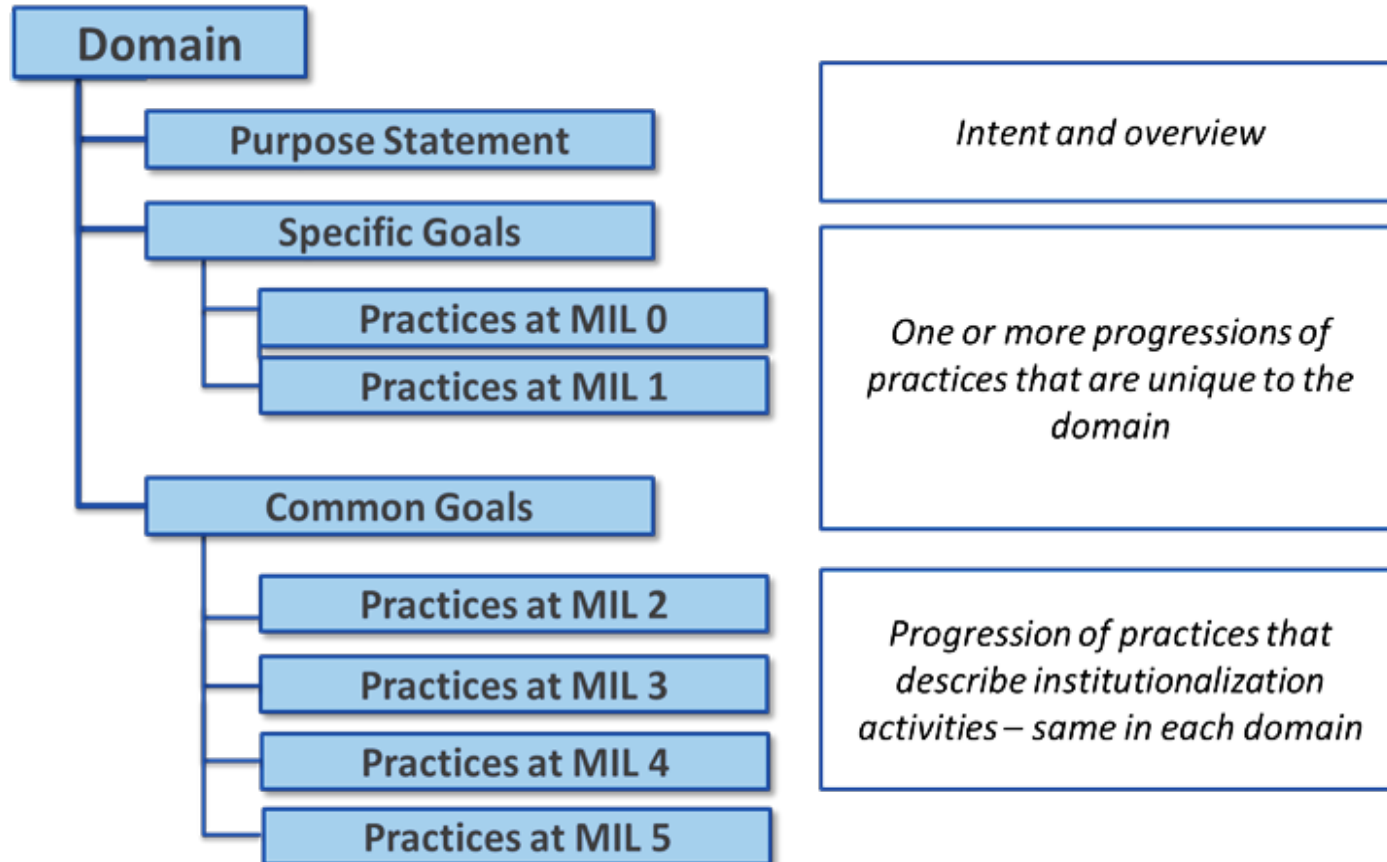 Domain
Purpose Statement
Specific Goals
Practices at MIL 0
Practices at MIL 1
Common Goals
Practices at MIL 2
Practices at MIL 3
Practices at MIL 4
Practices at MIL 5
Intent and overview
One or more progressions of
practices that are unique to the
domain
Progression of practices that
describe institutionalization
activities – same in each domain